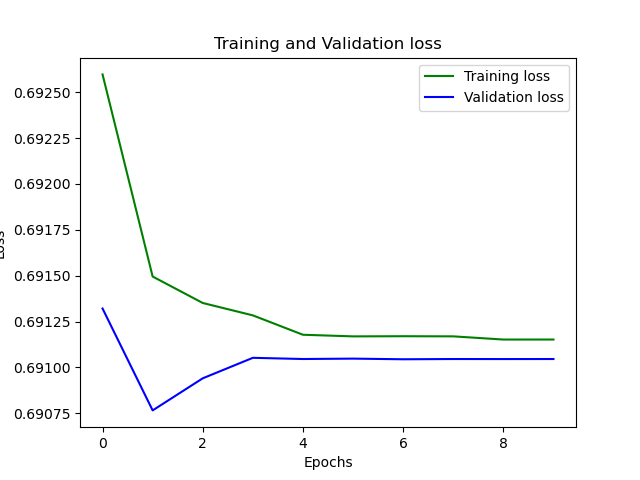 Training and Validation loss
Training loss
Validation loss
0.69250
0.69225
0.69200
0.69175
0.69150
0.69125
0.69100
0.69075
Loss
0 2 4 6 8
Epochs